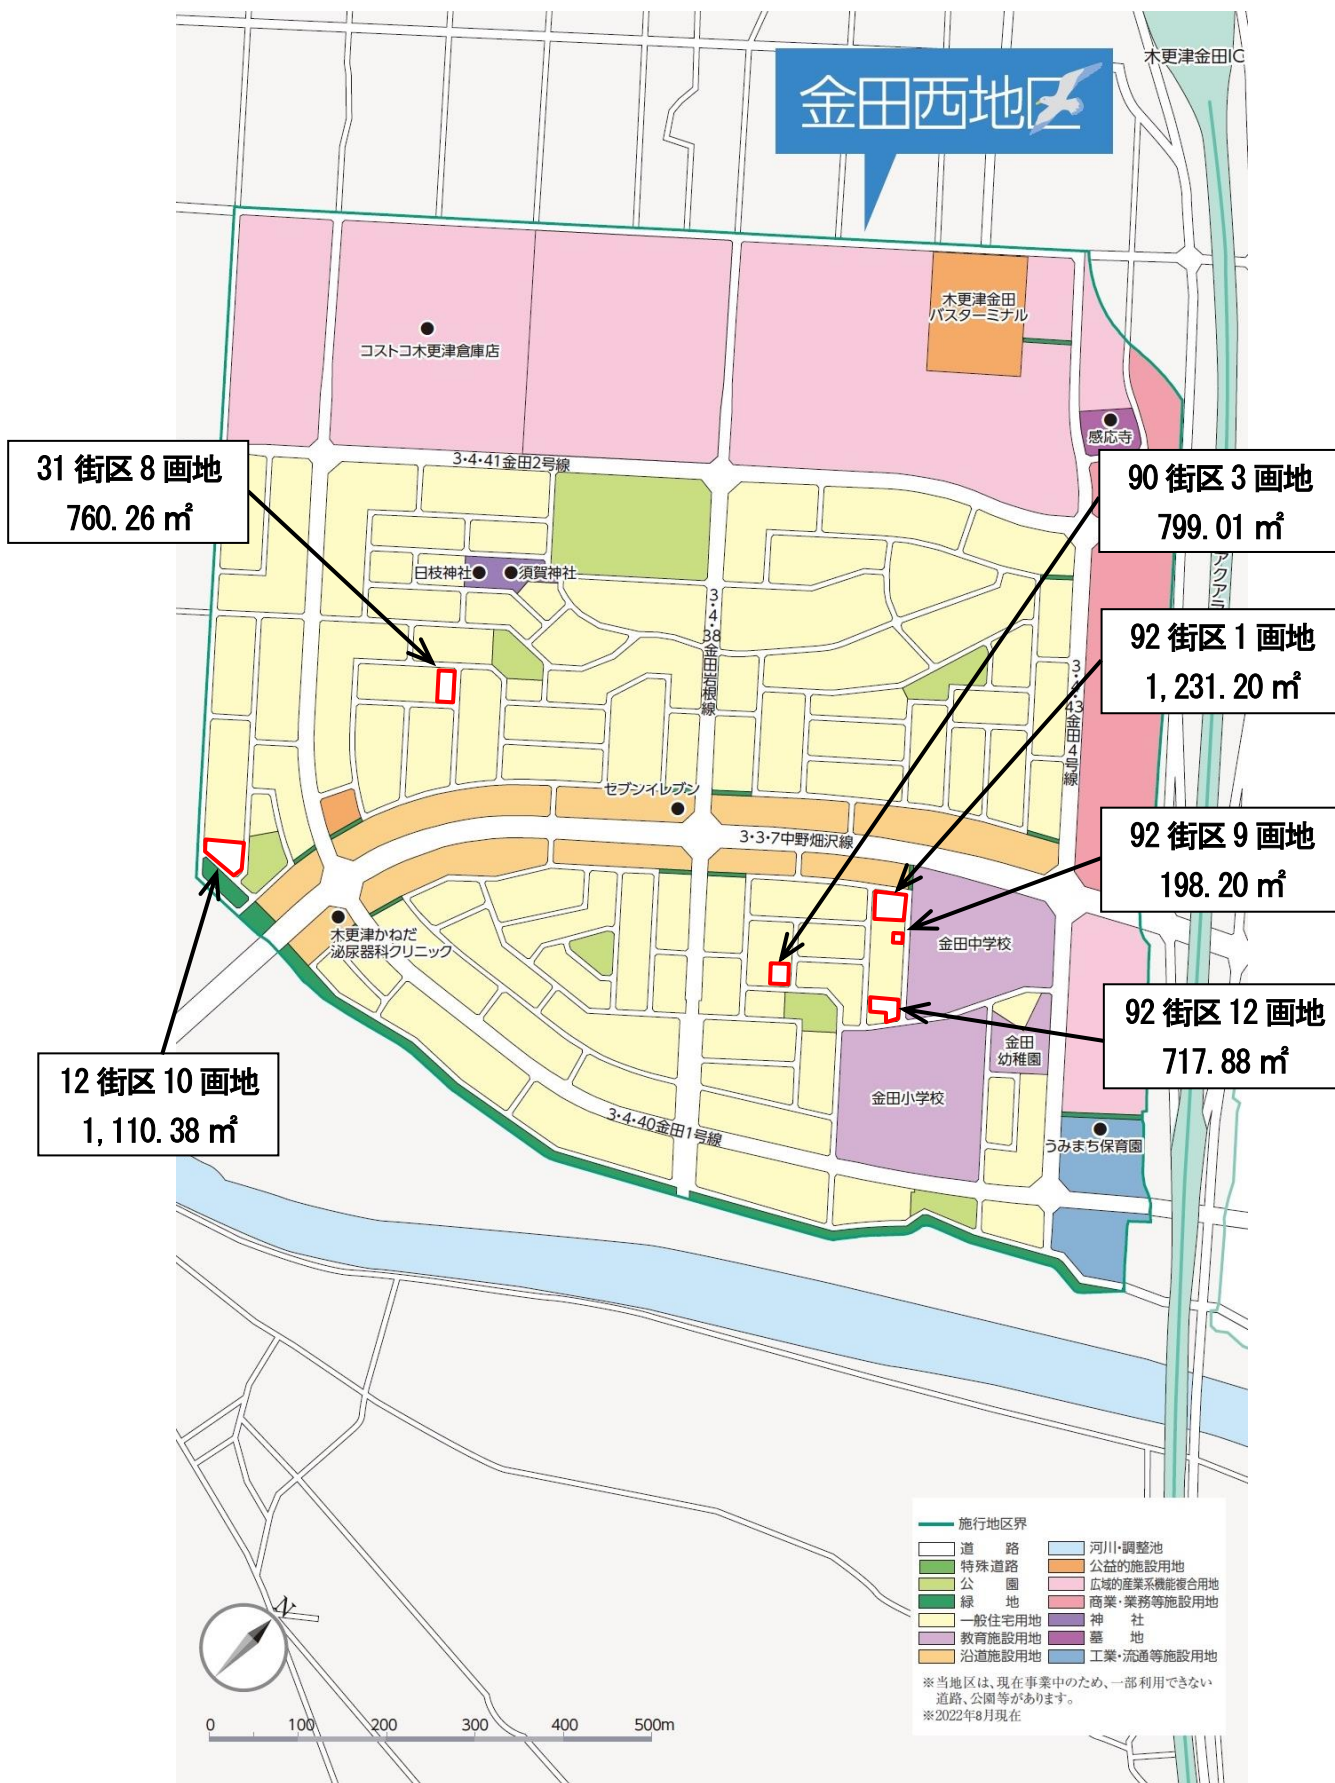 木更津金田IC
金田西地区
木更津金田
バスターミナル
コストコ木更津倉庫店
感応寺
31 街区 8 画地
760.26 ㎡
3・4・41金田2号線
90 街区 3 画地
799.01 ㎡
日枝神社
須賀神社
アクアラ
3・4・38金田岩根線
92 街区 1 画地
1,231.20 ㎡
3・4・43金田4号線
セブンイレブン
3・3・7中野畑沢線
92 街区 9 画地
198.20 ㎡
木更津かねだ
泌尿器科クリニック
金田中学校
92 街区 12 画地
717.88 ㎡
金田
幼稚園
12 街区 10 画地
1,110.38 ㎡
金田小学校
3・4・40金田1号線
うみまち保育園
施行地区界
道　路
河川・調整池
特殊道路
公益的施設用地
公　園
広域的産業系機能複合用地
緑　地
商業・業務等施設用地
一般住宅用地
神　社
教育施設用地
墓　地
沿道施設用地
工業・流通等施設用地
※当地区は、現在事業中のため、一部利用できない
道路、公園等があります。
※2022年8月現在
N
0 100 200 300 400 500m